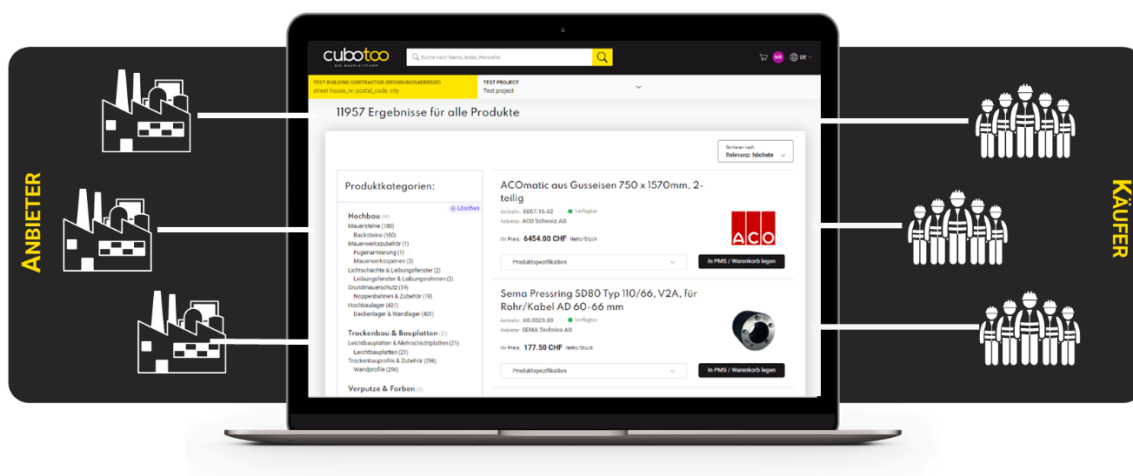 ANBIETER
KÄUFER
cubotoo
DIE BAUPLATTFORM
Suche nach Name, Index, Hersteller
DE
TEST BUILDING CONTRACTOR (RECHNUNGSADRESSE)
street house_nr, postal_code, city
TEST PROJECT
Test project
11957 Ergebnisse für alle Produkte
Sortieren nach
Relevanz: höchste
Produktkategorien:
Löschen
Hochbau
Mauersteine (180)
Backsteine (180)
Mauerwerkszubehör (1)
Fugenarmierung (1)
Mauerwerkssperren (3)
Lichtschächte & Leibungsfenster (2)
Leibungsfenster & Leibungsrahmen (2)
Grundmauerschutz (19)
Noppenbahnen & Zubehör (19)
Hochbaulager (401)
Deckenlager & Wandlager (401)
Trockenbau & Bauplatten
Leichtbauplatten & Mehrschichtplatten (21)
Leichtbauplatten (21)
Trockenbauprofile & Zubehör (296)
Wandprofile (296)
Verputze & Farben
ACOmatic aus Gusseisen 750 x 1570mm, 2-
teilig
Verfügbar
Anbieter: ACO Schweiz AG
Ihr Preis: 6454.00 CHF Netto/Stück
ACO
Produktspezifikation
In PMS / Warenkorb legen
Sema Pressring SD80 Typ 110/66, V2A, für
Rohr/Kabel AD 60-66 mm
Verfügbar
Anbieter: SEMA Technics AG
Ihr Preis: 177.50 CHF Netto/Stück
Produktspezifikation
In PMS / Warenkorb legen